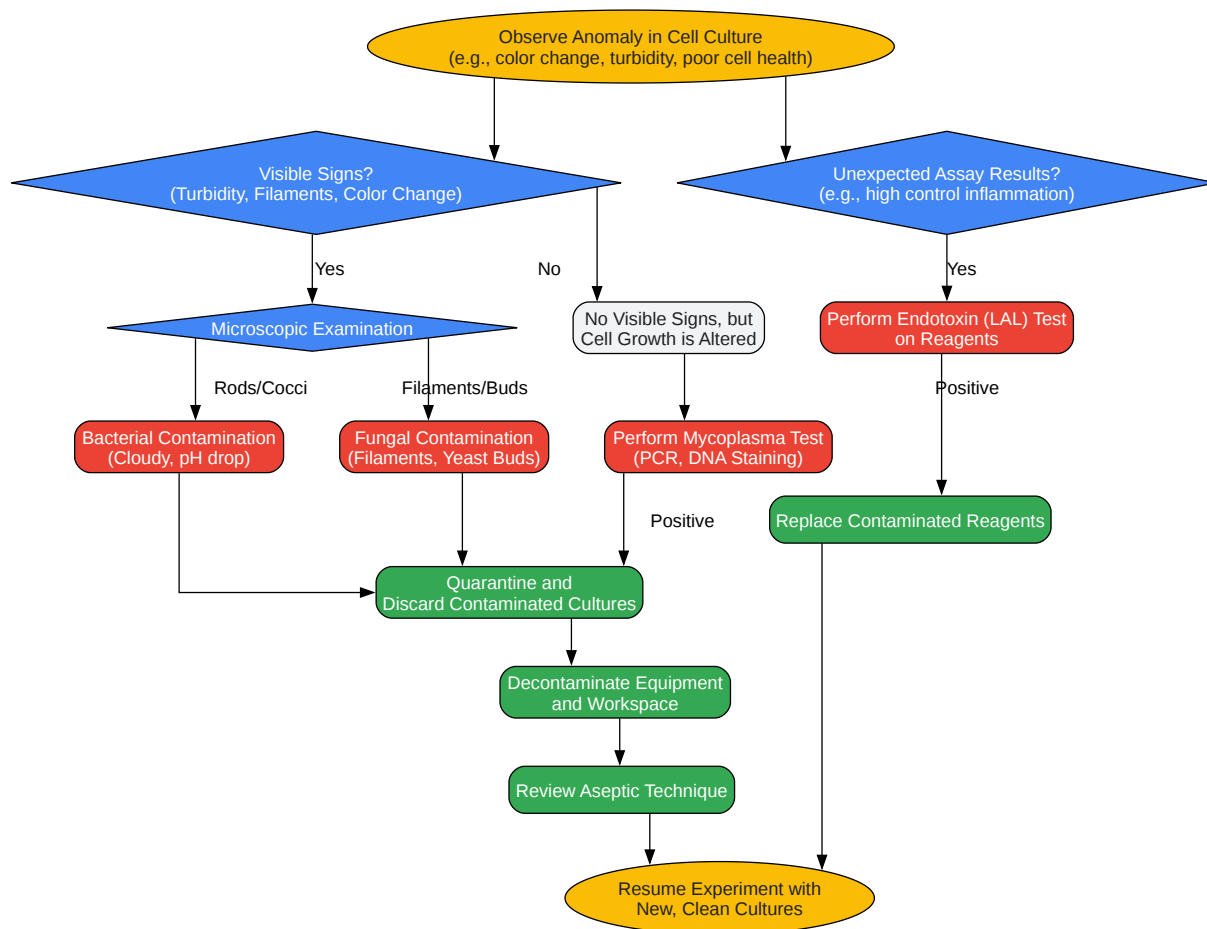 Observe Anomaly in Cell Culture
(e.g., color change, turbidity, poor cell health)
Visible Signs?
(Turbidity, Filaments, Color Change)
Unexpected Assay Results?
(e.g., high control inflammation)
Yes
No
Yes
Microscopic Examination
No Visible Signs, but
Cell Growth is Altered
Perform Endotoxin (LAL) Test
on Reagents
Rods/Cocci
Filaments/Buds
Positive
Bacterial Contamination
(Cloudy, pH drop)
Fungal Contamination
(Filaments, Yeast Buds)
Perform Mycoplasma Test
(PCR, DNA Staining)
Positive
Replace Contaminated Reagents
Quarantine and
Discard Contaminated Cultures
Decontaminate Equipment
and Workspace
Review Aseptic Technique
Resume Experiment with
New, Clean Cultures